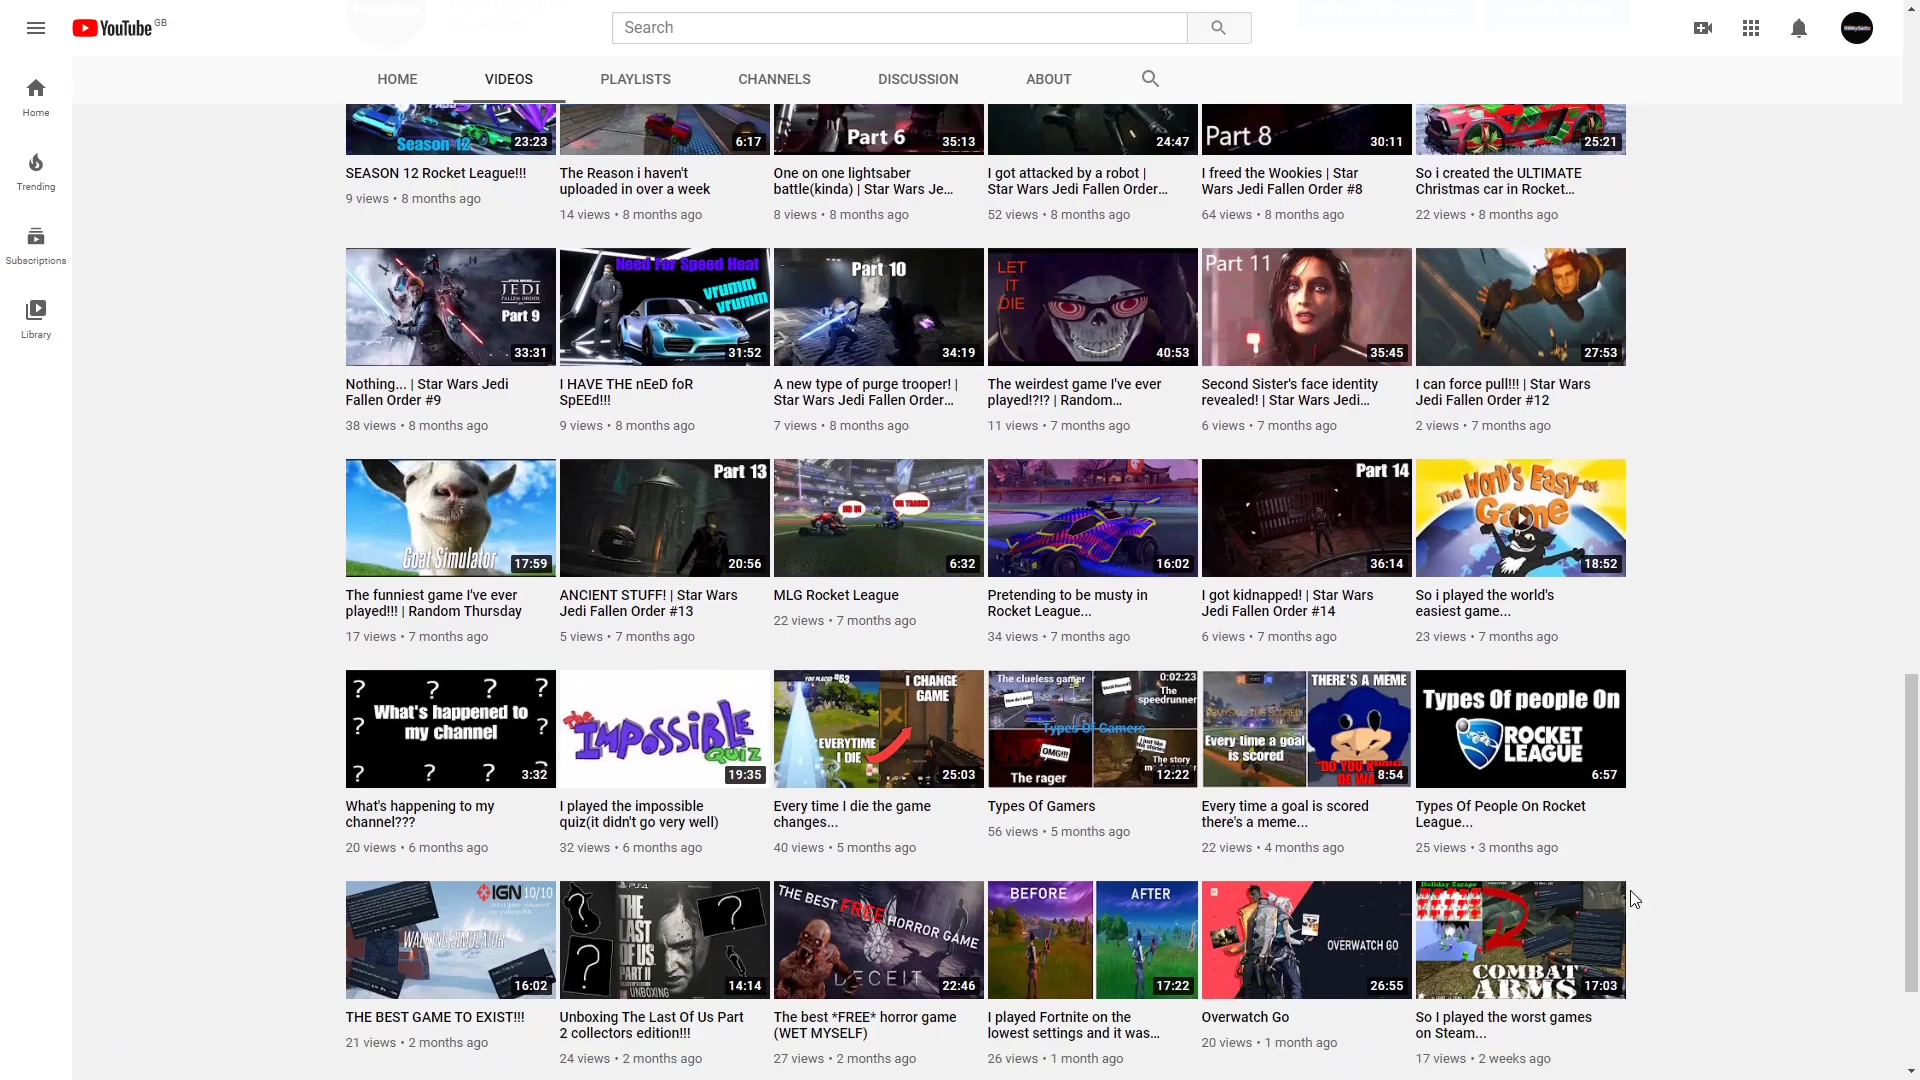 YouTube GB
Search
HOME VIDEOS PLAYLISTS CHANNELS DISCUSSION ABOUT
Home
Trending
Subscriptions
Library
Season 12 23:23
6:17
Part 6 35:13
24:47
Part 8 30:11
25:21
SEASON 12 Rocket League!!!
9 views • 8 months ago
The Reason i haven't
uploaded in over a week
14 views • 8 months ago
One on one lightsaber
battle(kinda) | Star Wars Je...
8 views • 8 months ago
I got attacked by a robot |
Star Wars Jedi Fallen Order...
52 views • 8 months ago
I freed the Wookies | Star
Wars Jedi Fallen Order #8
64 views • 8 months ago
So i created the ULTIMATE
Christmas car in Rocket...
22 views • 8 months ago
JEDI
FALLEN ORDER
Part 9
33:31
Need For Speed Heat
vrumm
vrumm
31:52
Part 10
34:19
LET
IT
DIE
40:53
Part 11
35:45
27:53
Nothing... | Star Wars Jedi
Fallen Order #9
38 views • 8 months ago
I HAVE THE nEeD foR
SpEEd!!!
9 views • 8 months ago
A new type of purge trooper! |
Star Wars Jedi Fallen Order...
7 views • 8 months ago
The weirdest game I've ever
played!?!? | Random...
11 views • 7 months ago
Second Sister's face identity
revealed! | Star Wars Jedi...
6 views • 7 months ago
I can force pull!!! | Star Wars
Jedi Fallen Order #12
2 views • 7 months ago
Goat Simulator
17:59
Part 13
20:56
NO U!
UR TRASH!
6:32
16:02
Part 14
36:14
The World's Easy-est
Game
18:52
The funniest game I've ever
played!!! | Random Thursday
17 views • 7 months ago
ANCIENT STUFF! | Star Wars
Jedi Fallen Order #13
5 views • 7 months ago
MLG Rocket League
22 views • 7 months ago
Pretending to be musty in
Rocket League...
34 views • 7 months ago
I got kidnapped! | Star Wars
Jedi Fallen Order #14
6 views • 7 months ago
So i played the world's
easiest game...
23 views • 7 months ago
? ? ? ?
? What's happened to ?
my channel
? ? ? 3:32
the
IMPOSSIBLE
QUIZ
19:35
YOU PLACED #53
I CHANGE
GAME
EVERYTIME
I DIE
25:03
The clueless gamer
0:02:23
The
speedrunner
Types Of Gamers
OMG!!!
The rager
I just like
the stories
The story
12:22
THERE'S A MEME
Every time a goal
is scored
"DO YOU KNOW
DE WA
8:54
Types Of people On
ROCKET
LEAGUE
6:57
What's happening to my
channel???
20 views • 6 months ago
I played the impossible
quiz(it didn't go very well)
32 views • 6 months ago
Every time I die the game
changes...
40 views • 5 months ago
Types Of Gamers
56 views • 5 months ago
Every time a goal is scored
there's a meme...
22 views • 4 months ago
Types Of People On Rocket
League...
25 views • 3 months ago
IGN 10/10
WALKING SIMULATOR
16:02
PS4
THE
LAST
OF US
PART II
UNBOXING
? ? ?
14:14
THE BEST FREE HORROR GAME
DECEIT
22:46
BEFORE AFTER
17:22
OVERWATCH GO
26:55
Holiday Escape
COMBAT
ARMS
17:03
THE BEST GAME TO EXIST!!!
21 views • 2 months ago
Unboxing The Last Of Us Part
2 collectors edition!!!
24 views • 2 months ago
The best *FREE* horror game
(WET MYSELF)
27 views • 2 months ago
I played Fortnite on the
lowest settings and it was...
26 views • 1 month ago
Overwatch Go
20 views • 1 month ago
So I played the worst games
on Steam...
17 views • 2 weeks ago